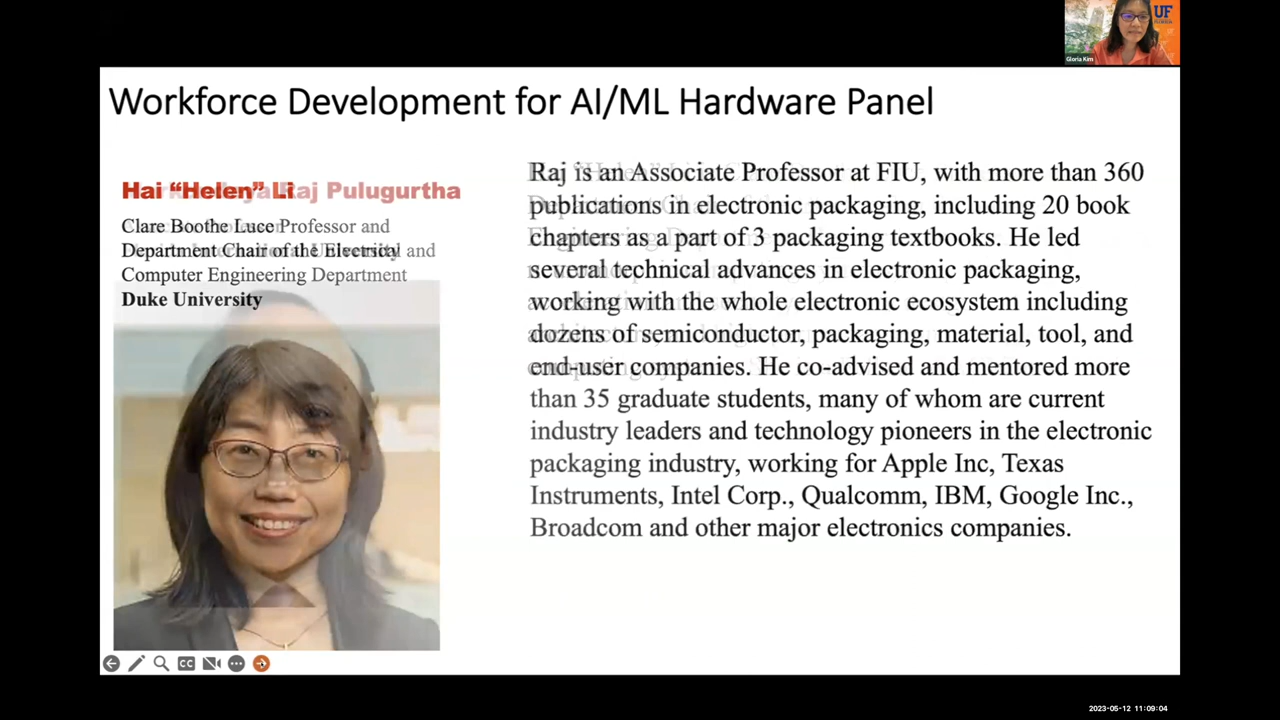 UF
Gloria Kim
Workforce Development for AI/ML Hardware Panel
Hai “Helen” Li
Raj Pulugurtha
Clare Boothe Luce Professor and
Department Chair of the Electrical and
Computer Engineering Department
Duke University
Raj is an Associate Professor at FIU, with more than 360
publications in electronic packaging, including 20 book
chapters as a part of 3 packaging textbooks. He led
several technical advances in electronic packaging,
working with the whole electronic ecosystem including
dozens of semiconductor, packaging, material, tool, and
end-user companies. He co-advised and mentored more
than 35 graduate students, many of whom are current
industry leaders and technology pioneers in the electronic
packaging industry, working for Apple Inc, Texas
Instruments, Intel Corp., Qualcomm, IBM, Google Inc.,
Broadcom and other major electronics companies.
CC
2023-05-12 11:09:04